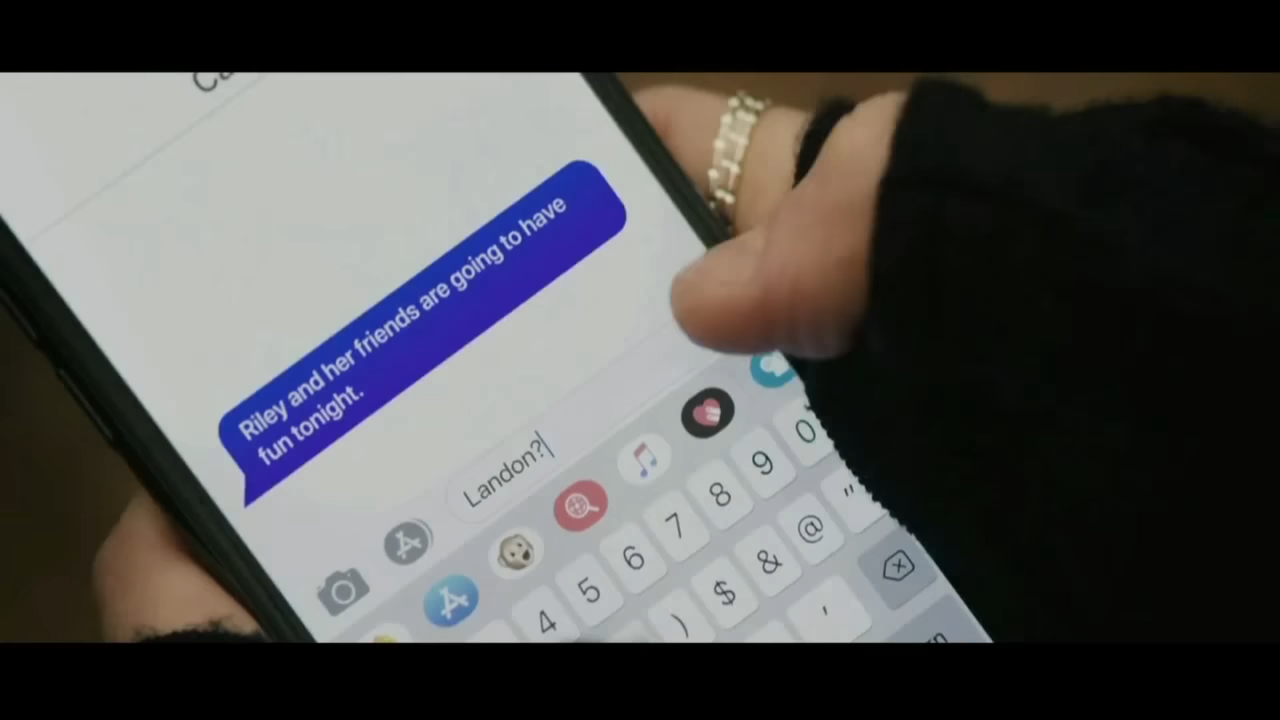 Riley and her friends are going to have
fun tonight.
Landon?
4 5 6 7 8 9 0
) $ & @ "
'